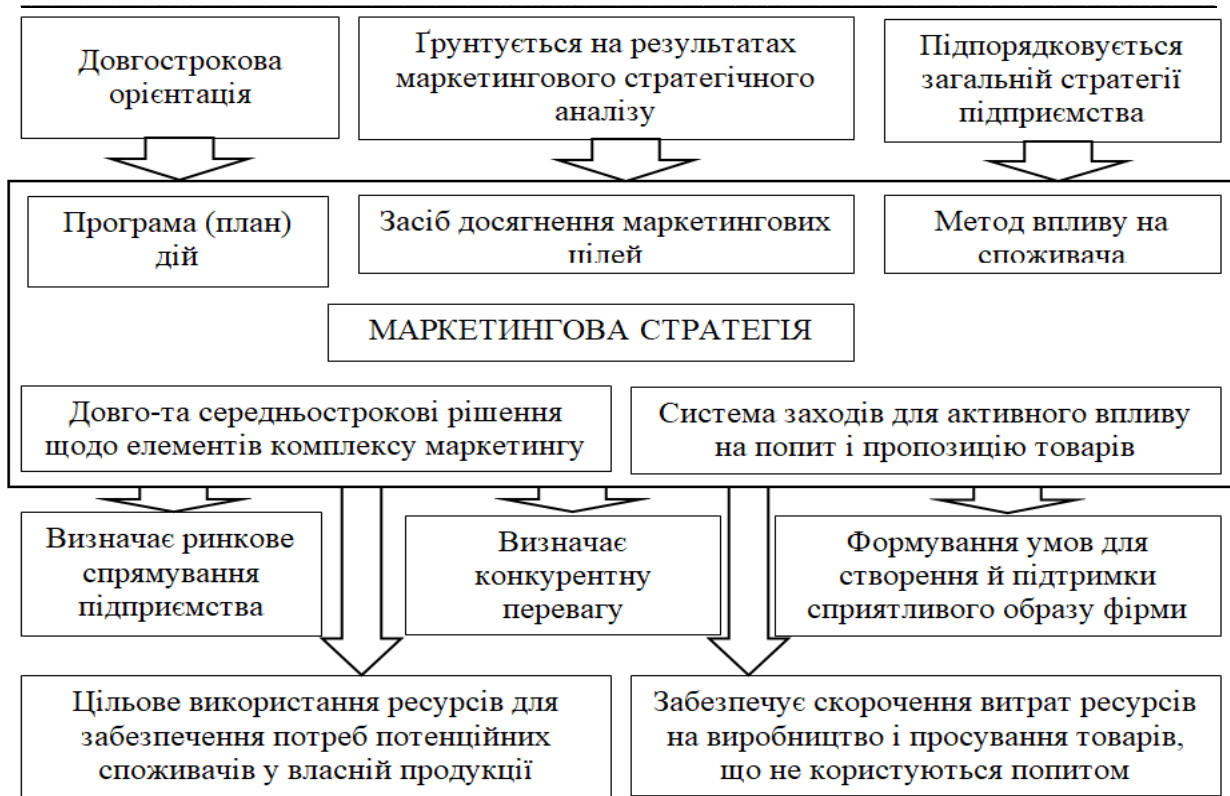 Довгострокова
орієнтація
Ґрунтується на результатах
маркетингового стратегічного
аналізу
Підпорядковується
загальній стратегії
підприємства
Програма (план)
дій
Засіб досягнення маркетингових
цілей
Метод впливу на
споживача
МАРКЕТИНГОВА СТРАТЕГІЯ
Довго-та середньострокові рішення
щодо елементів комплексу маркетингу
Система заходів для активного впливу
на попит і пропозицію товарів
Визначає ринкове
спрямування
підприємства
Визначає
конкурентну
перевагу
Формування умов для
створення й підтримки
сприятливого образу фірми
Цільове використання ресурсів для
забезпечення потреб потенційних
споживачів у власній продукції
Забезпечує скорочення витрат ресурсів
на виробництво і просування товарів,
що не користуються попитом